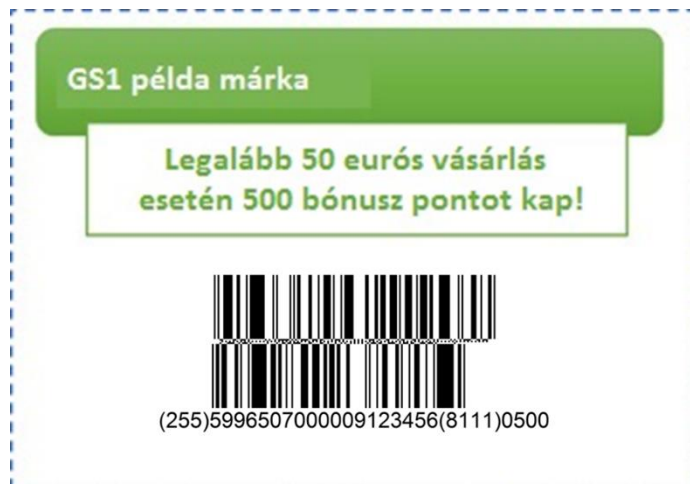 GS1 példa márka
Legalább 50 eurós vásárlás
esetén 500 bónusz pontot kap!
(255)5996507000009123456(8111)0500